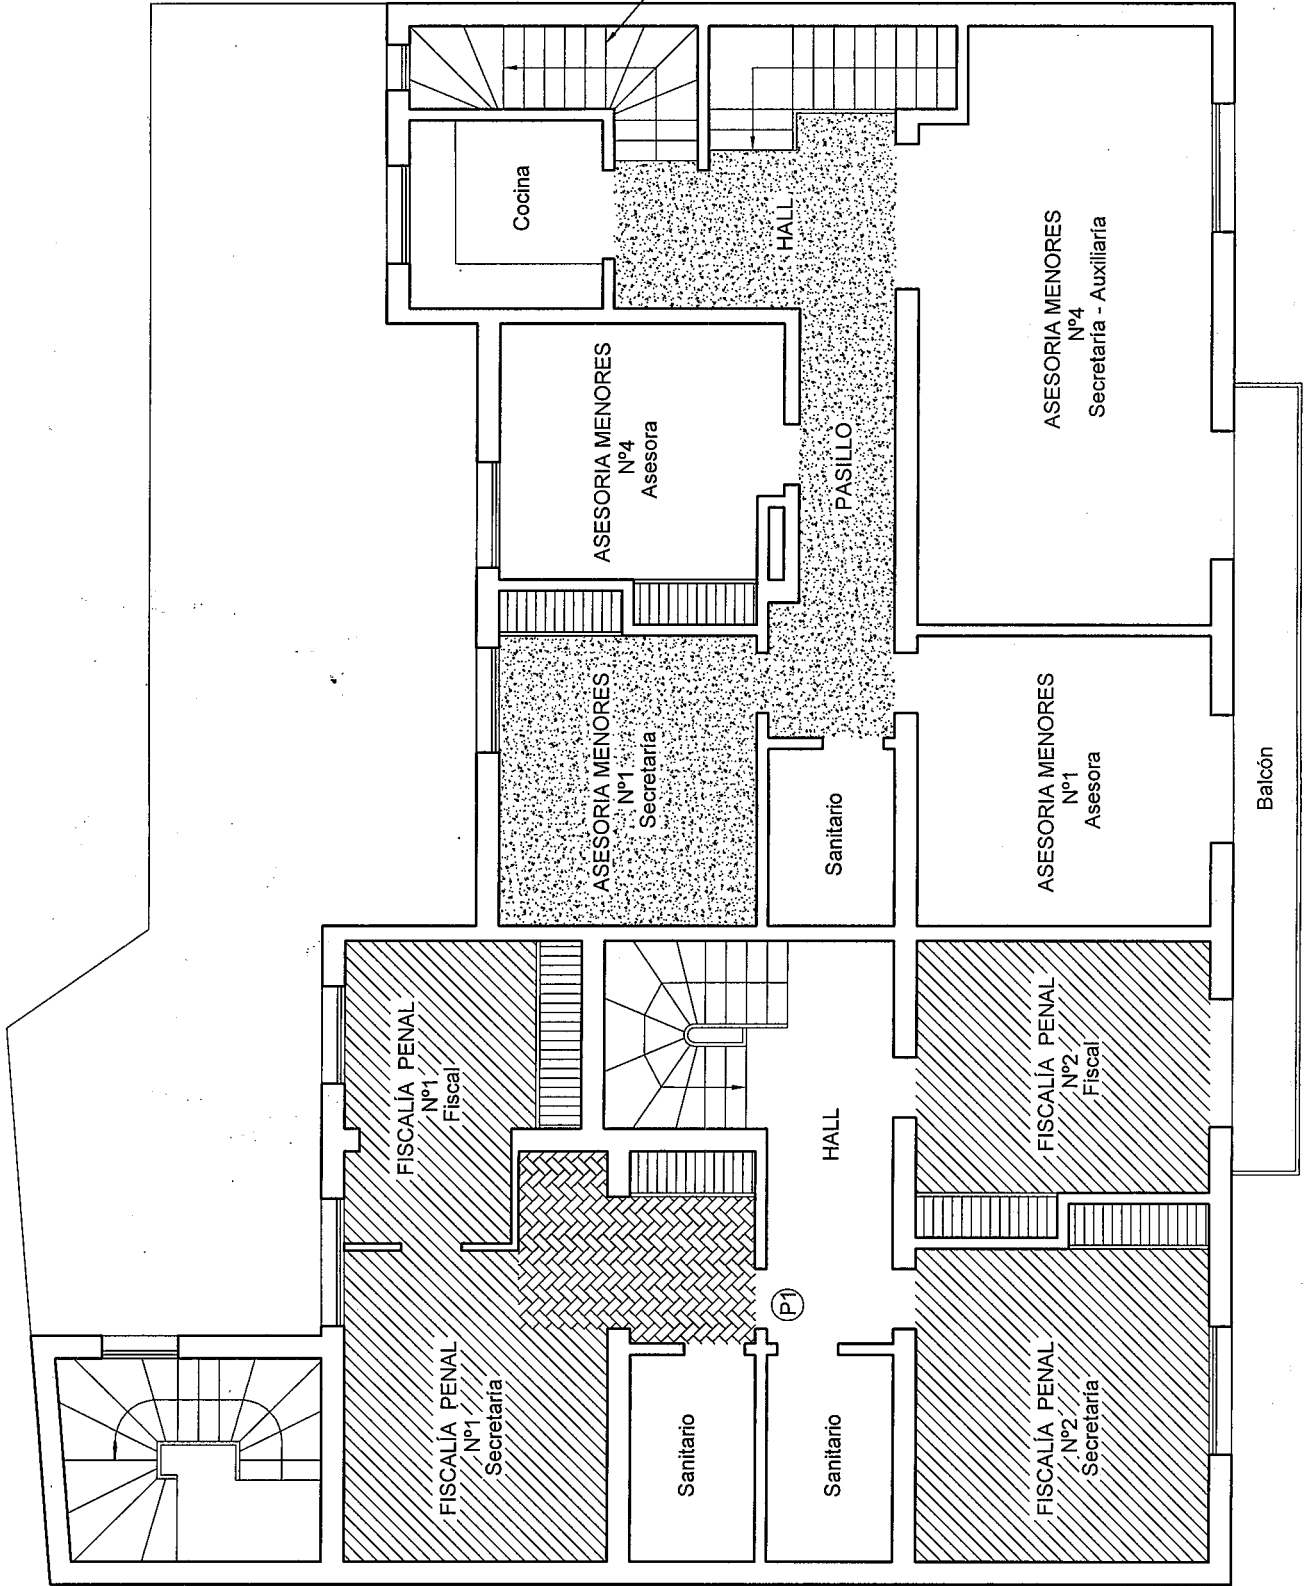 Cocina
HALL
ASESORIA MENORES
Nº4
Secretaría - Auxiliaría
ASESORIA MENORES
Nº4
Asesora
PASILLO
ASESORIA MENORES
Nº1
Secretaría
Sanitario
ASESORIA MENORES
Nº1
Asesora
Balcón
FISCALÍA PENAL
Nº1
Fiscal
HALL
FISCALÍA PENAL
Nº2
Fiscal
P1
FISCALÍA PENAL
Nº1
Secretaría
Sanitario
Sanitario
FISCALÍA PENAL
Nº2
Secretaría